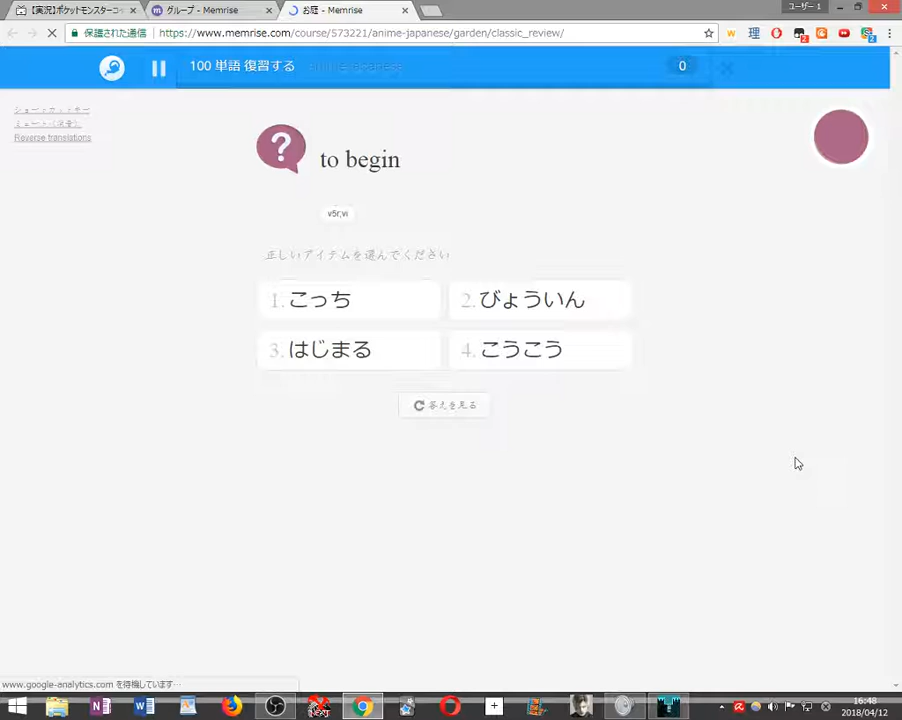 【実況】ポケットモンスターコ
グループ - Memrise
お庭 - Memrise
ユーザー 1
保護された通信
https://www.memrise.com/course/573221/anime-japanese/garden/classic_review/
100 単語 復習する
0
Reverse translations
?
to begin
v5r;vi
正しいアイテムを選んでください
1. こっち
2. びょういん
3. はじまる
4. こうこう
答えを見る
www.google-analytics.com を待機しています…
16:48
2018/04/12